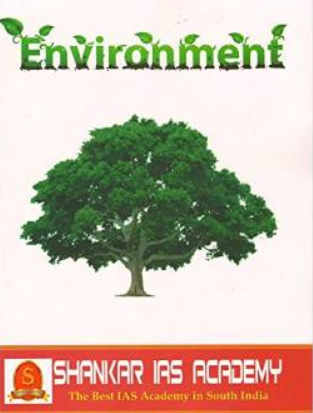 Environment
S
SHANKAR IAS ACADEMY
The Best IAS Academy in South India